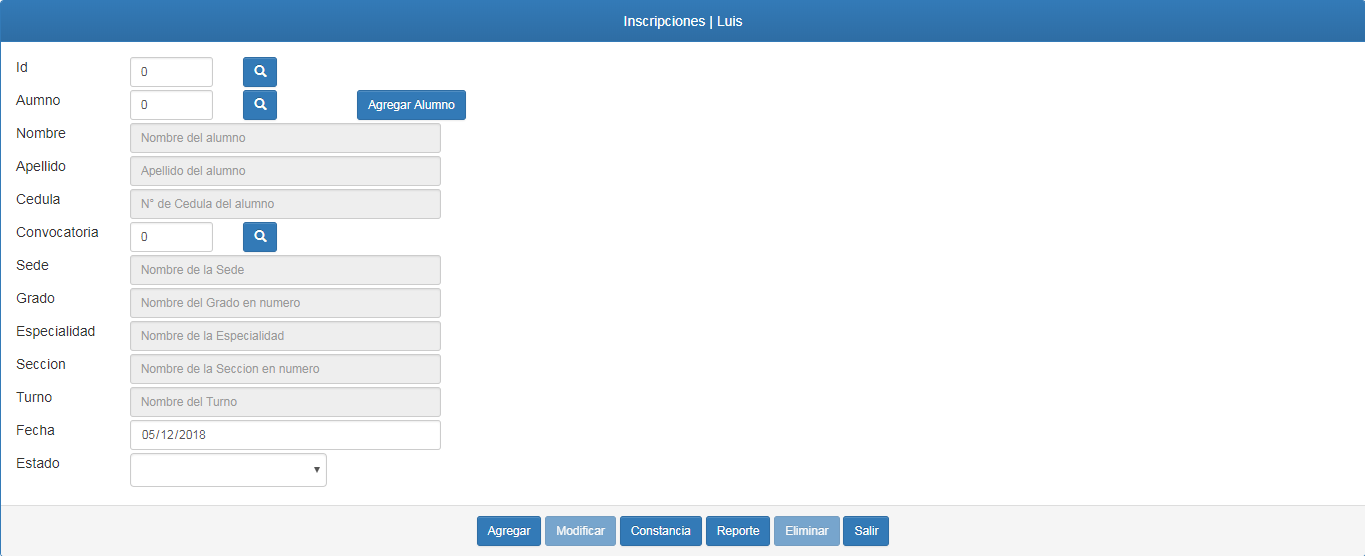 Inscripciones | Luis
Id 0
Aumno 0 Agregar Alumno
Nombre Nombre del alumno
Apellido Apellido del alumno
Cedula N° de Cedula del alumno
Convocatoria 0
Sede Nombre de la Sede
Grado Nombre del Grado en numero
Especialidad Nombre de la Especialidad
Seccion Nombre de la Seccion en numero
Turno Nombre del Turno
Fecha 05/12/2018
Estado
Agregar Modificar Constancia Reporte Eliminar Salir